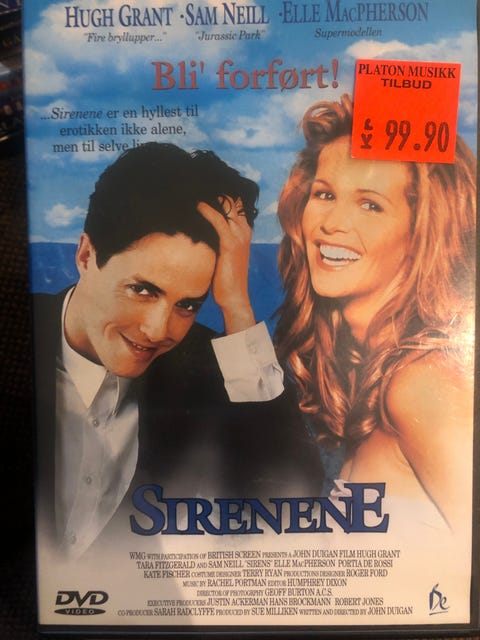 HUGH GRANT · SAM NEILL · ELLE MACPHERSON
"Fire bryllupper..." "Jurassic Park" Supermodellen
Bli' forført!
PLATON MUSIKK
TILBUD
99.90
...Sirenene er en hyllest til
erotikken ikke alene,
men til selve
SIRENENE
WMG WITH PARTICIPATION OF BRITISH SCREEN PRESENTS A JOHN DUIGAN FILM HUGH GRANT
TARA FITZGERALD AND SAM NEILL 'SIRENS' ELLE MACPHERSON PORTIA DE ROSSI
KATE FISCHER COSTUME DESIGNER TERRY RYAN PRODUCTIONS DESIGNER ROGER FORD
MUSIC BY RACHEL PORTMAN EDITOR HUMPHREY DIXON
DIRECTOR OF PHOTOGRPHY GEOFF BURTON A.C.S.
EXECUTIVE PRODUCERS JUSTIN ACKERMAN HANS BROCKMANN ROBERT JONES
CO-PRODUCER SARAH RADCLYFFE PRODUCED BY SUE MILLIKEN WRITTEN AND DIRECTED BY JOHN DUIGAN
DVD
VIDEO